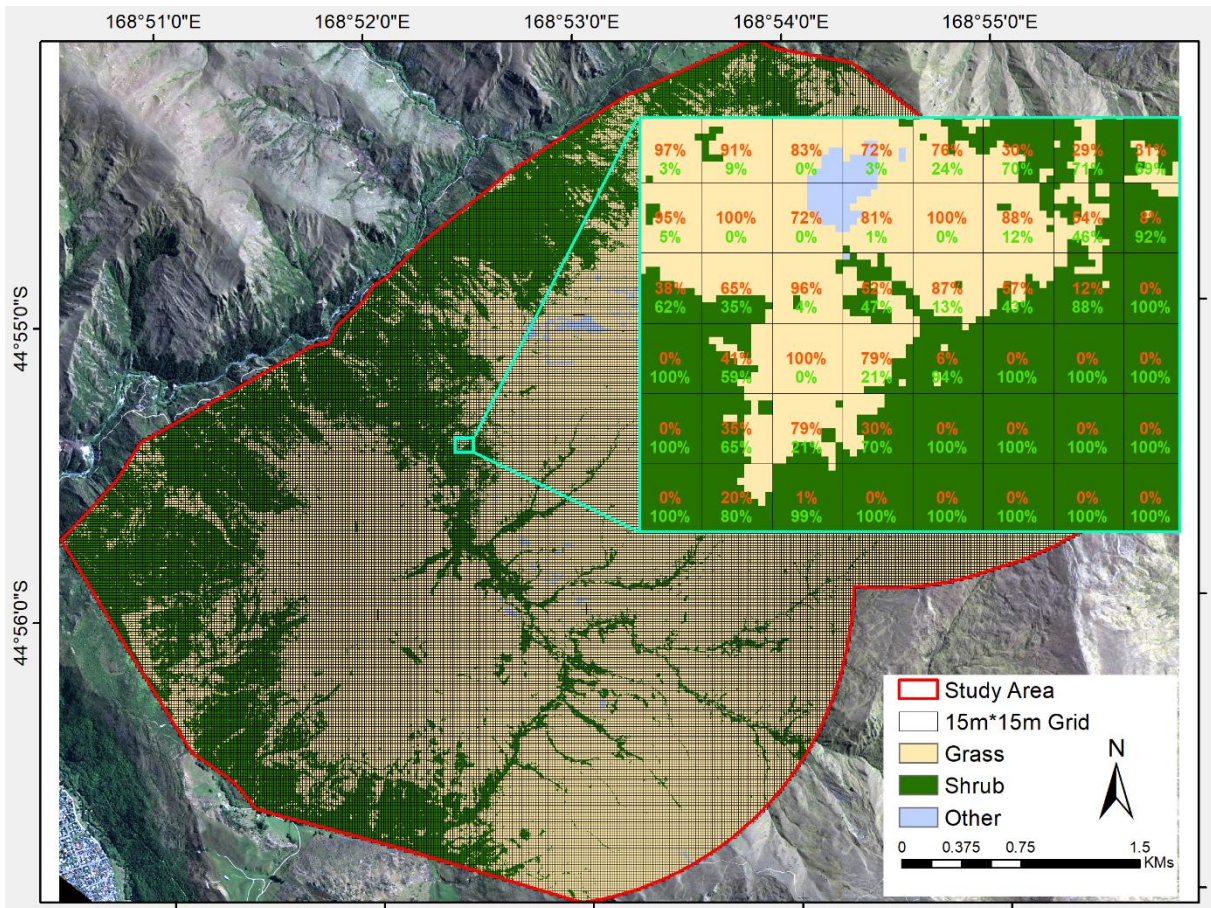 168°51'0"E 168°52'0"E 168°53'0"E 168°54'0"E 168°55'0"E
44°55'0"S
44°56'0"S
97% 91% 83% 72% 76% 30% 29% 31%
3% 9% 0% 3% 24% 70% 71% 69%
95% 100% 72% 81% 100% 88% 54% 8%
5% 0% 0% 1% 0% 12% 46% 92%
38% 65% 96% 52% 87% 57% 12% 0%
62% 35% 4% 47% 13% 43% 88% 100%
0% 41% 100% 79% 6% 0% 0% 0%
100% 59% 0% 21% 94% 100% 100% 100%
0% 35% 79% 30% 0% 0% 0% 0%
100% 65% 21% 70% 100% 100% 100% 100%
0% 20% 1% 0% 0% 0% 0% 0%
100% 80% 99% 100% 100% 100% 100% 100%
Study Area
15m*15m Grid
Grass
Shrub
Other
N
0 0.375 0.75 1.5
KMs